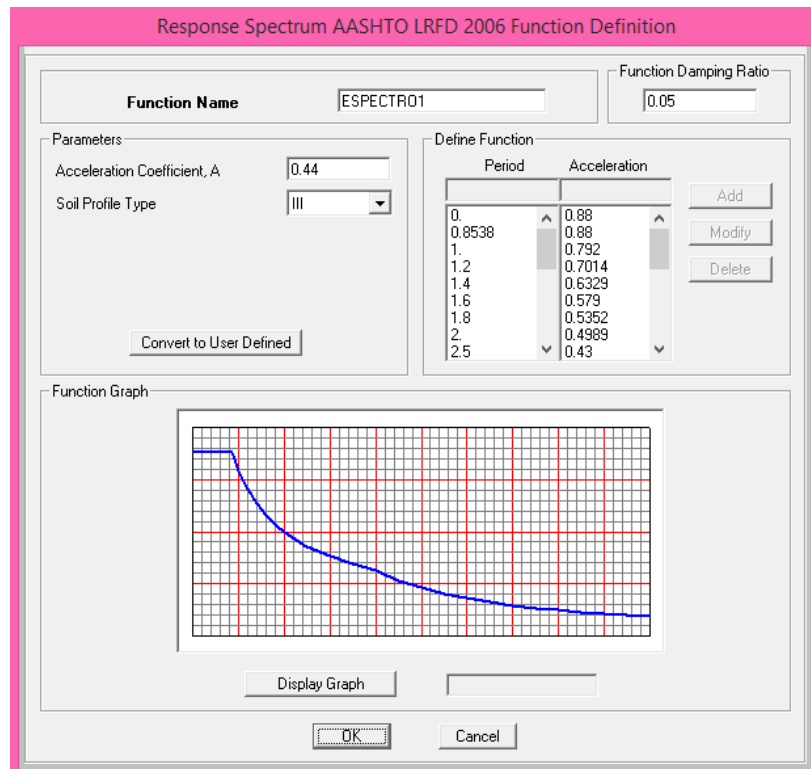 Response Spectrum AASHTO LRFD 2006 Function Definition
Function Damping Ratio
Function Name
ESPECTRO1
0.05
Parameters
Define Function
Acceleration Coefficient, A
0.44
Soil Profile Type
III
Convert to User Defined
Period Acceleration
0. 0.88
0.8538 0.88
1. 0.792
1.2 0.7014
1.4 0.6329
1.6 0.579
1.8 0.5352
2. 0.4989
2.5 0.43
Add
Modify
Delete
Function Graph
Display Graph
OK Cancel